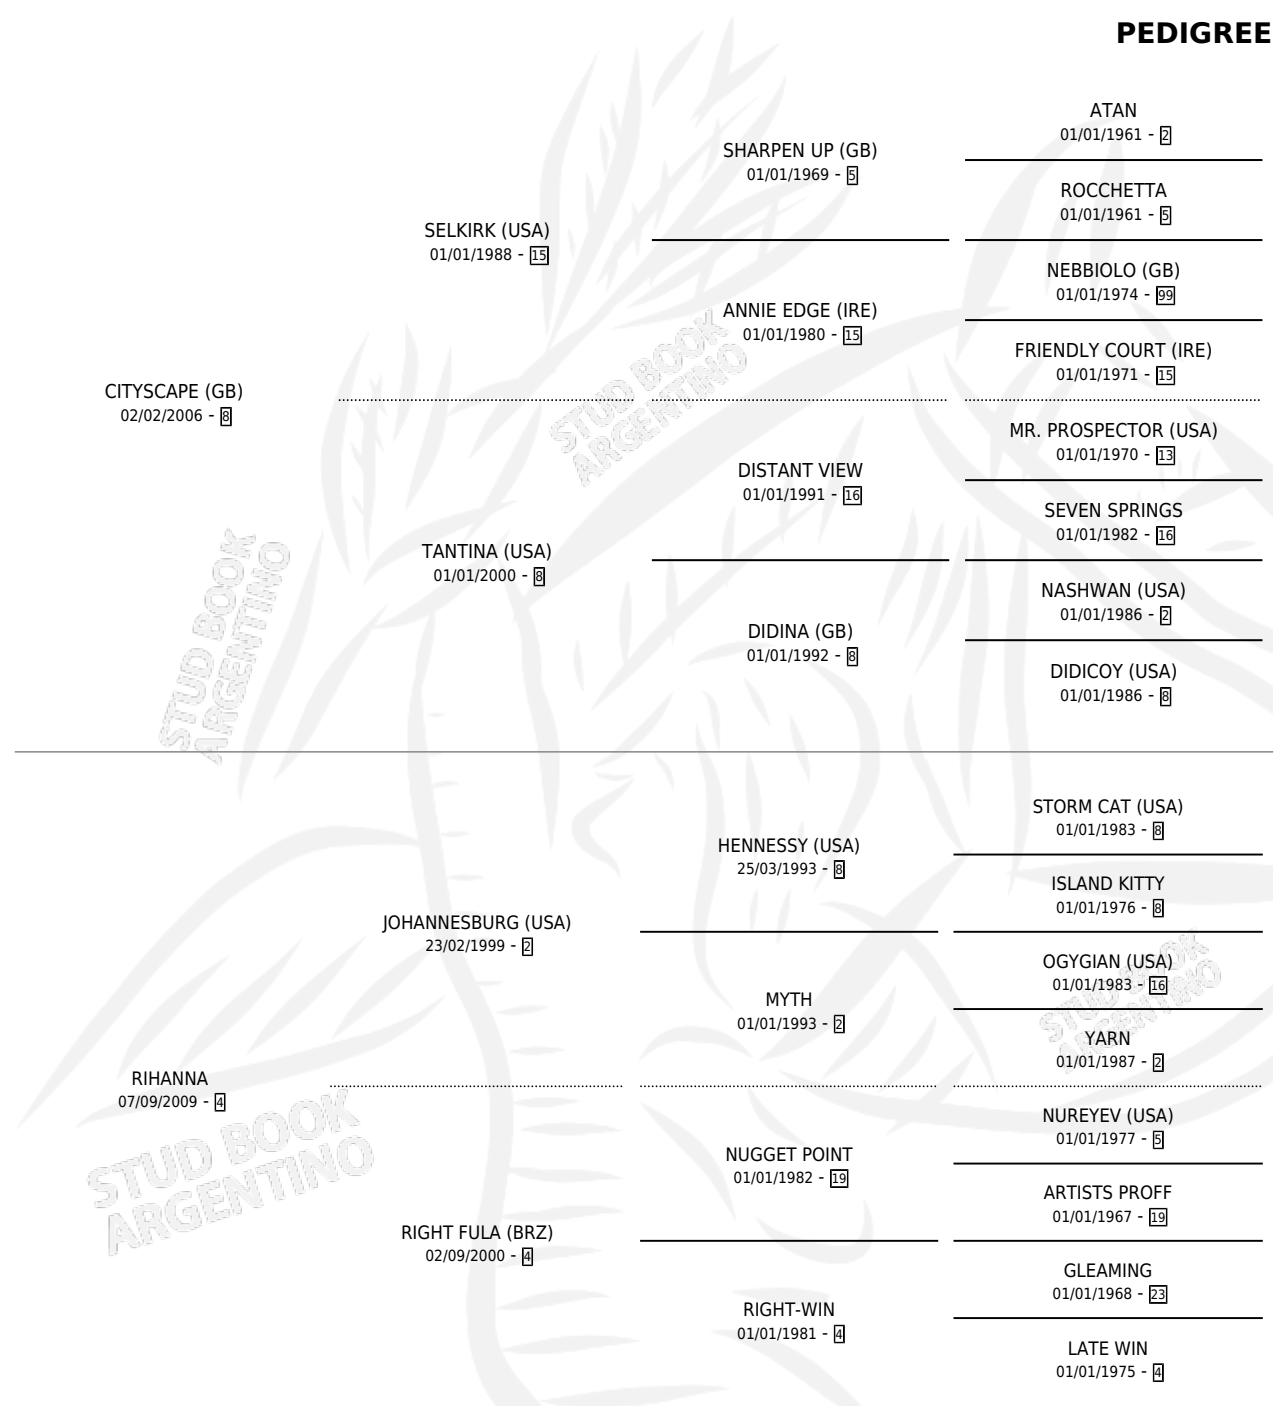 PEDIGREE
ATAN
01/01/1961 - 2
SHARPEN UP (GB)
01/01/1969 - 5
ROCCHETTA
01/01/1961 - 5
SELKIRK (USA)
01/01/1988 - 15
NEBBIOLO (GB)
01/01/1974 - 99
ANNIE EDGE (IRE)
01/01/1980 - 15
FRIENDLY COURT (IRE)
01/01/1971 - 15
CITYSCAPE (GB)
02/02/2006 - 8
MR. PROSPECTOR (USA)
01/01/1970 - 13
DISTANT VIEW
01/01/1991 - 16
SEVEN SPRINGS
01/01/1982 - 16
TANTINA (USA)
01/01/2000 - 8
NASHWAN (USA)
01/01/1986 - 2
DIDINA (GB)
01/01/1992 - 8
DIDICOY (USA)
01/01/1986 - 8
STORM CAT (USA)
01/01/1983 - 8
HENNESSY (USA)
25/03/1993 - 8
ISLAND KITTY
01/01/1976 - 8
JOHANNESBURG (USA)
23/02/1999 - 2
OGYGIAN (USA)
01/01/1983 - 16
MYTH
01/01/1993 - 2
YARN
01/01/1987 - 2
RIHANNA
07/09/2009 - 4
NUREYEV (USA)
01/01/1977 - 5
NUGGET POINT
01/01/1982 - 19
ARTISTS PROFF
01/01/1967 - 19
RIGHT FULA (BRZ)
02/09/2000 - 4
GLEAMING
01/01/1968 - 23
RIGHT-WIN
01/01/1981 - 4
LATE WIN
01/01/1975 - 4
STUD BOOK
ARGENTINO
STUD BOOK
ARGENTINO
STUD BOOK
ARGENTINO
STUD BOOK
ARGENTINO